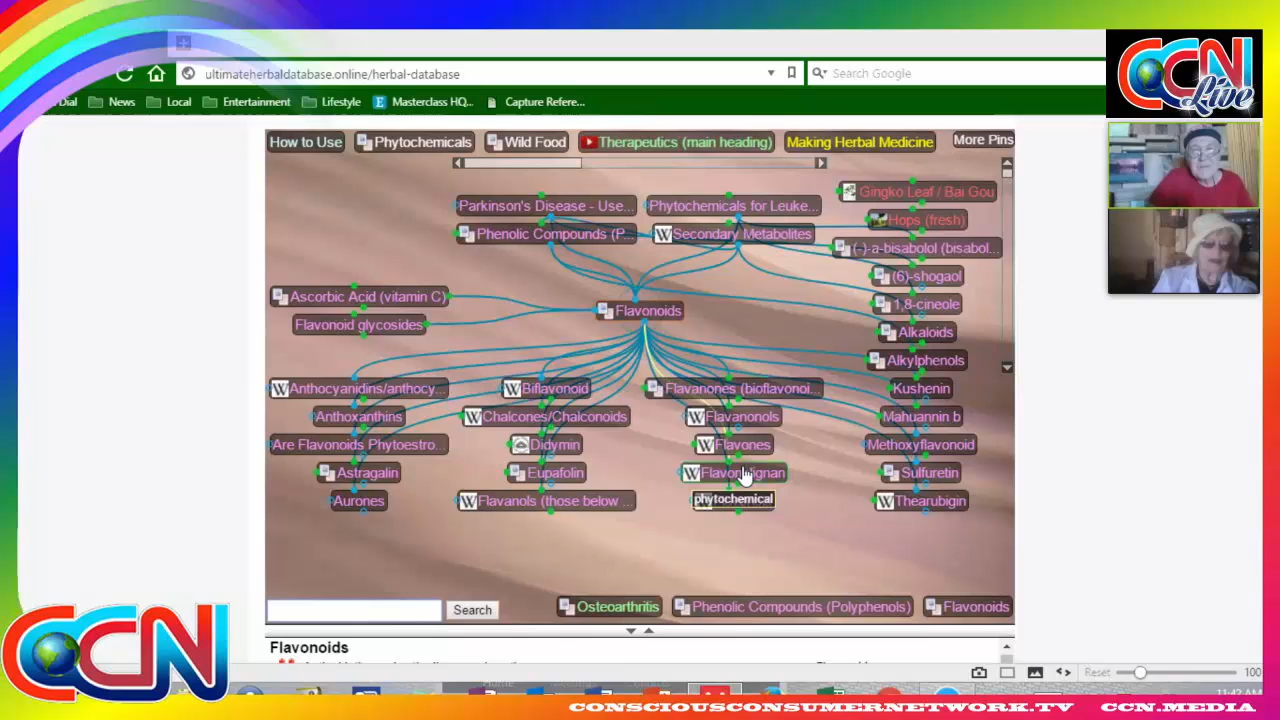 ultimateherbaldatabase.online/herbal-database
Search Google
CCN
Live
Dial
News
Local
Entertainment
Lifestyle
Masterclass HQ...
Capture Refere...
How to Use
Phytochemicals
Wild Food
Therapeutics (main heading)
Making Herbal Medicine
More Pins
Parkinson's Disease - Use...
Phytochemicals for Leuke...
Gingko Leaf / Bai Gou
Phenolic Compounds (P...
Secondary Metabolites
Hops (fresh)
(-)-a-bisabolol (bisabol...
(6)-shogaol
Ascorbic Acid (vitamin C)
Flavonoids
1,8-cineole
Flavonoid glycosides
Alkaloids
Alkylphenols
Anthocyanidins/anthocy...
Biflavonoid
Flavanones (bioflavonoi...
Kushenin
Anthoxanthins
Chalcones/Chalconoids
Flavanonols
Mahuannin b
Are Flavonoids Phytoestro...
Didymin
Flavones
Methoxyflavonoid
Astragalin
Eupafolin
Sulfuretin
Aurones
Flavanols (those below ...
phytochemical
Thearubigin
Search
Osteoarthritis
Phenolic Compounds (Polyphenols)
Flavonoids
Flavonoids
Reset
100
11:42 AM
CCN
CONSCIOUSCONSUMERNETWORK.TV CCN.MEDIA